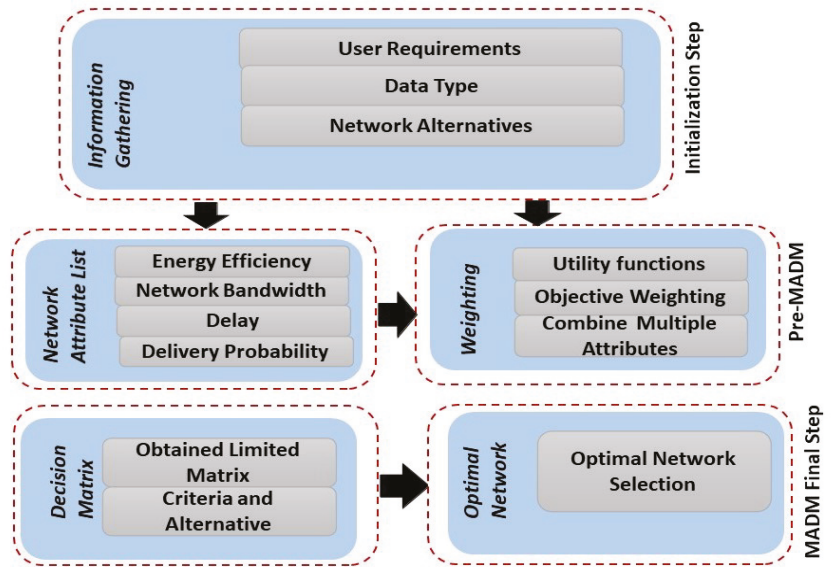 Information
Gathering
User Requirements
Data Type
Network Alternatives
Initialization Step
Network
Attribute List
Energy Efficiency
Network Bandwidth
Delay
Delivery Probability
Weighting
Utility functions
Objective Weighting
Combine Multiple
Attributes
Pre-MADM
Decision
Matrix
Obtained Limited
Matrix
Criteria and
Alternative
Optimal
Network
Optimal Network
Selection
MADM Final Step